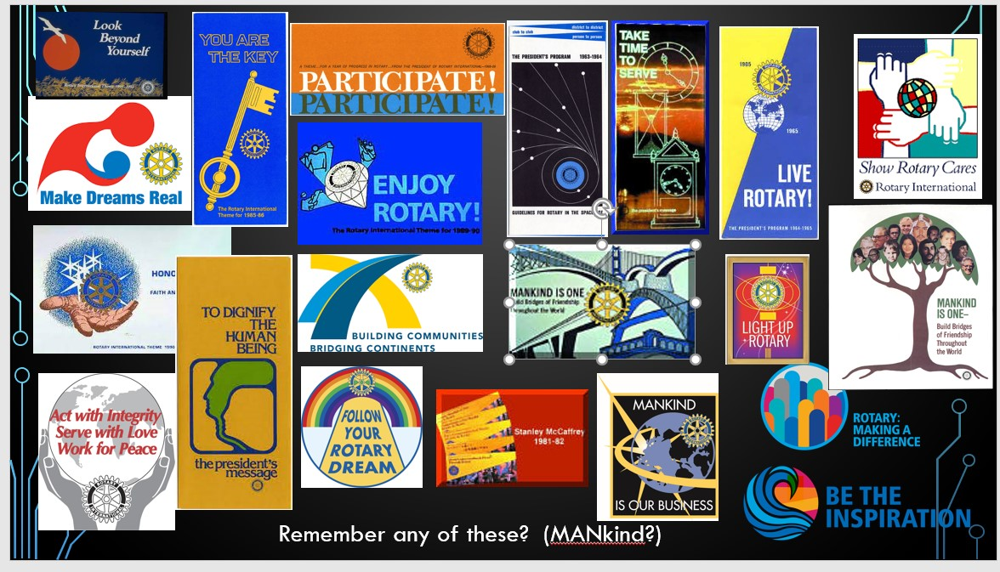 Look
Beyond
Yourself
Rotary International Theme
Make Dreams Real
YOU ARE
THE KEY
The Rotary International
Theme for 1985-86
A THEME...FOR A YEAR OF PROGRESS IN ROTARY...FROM THE PRESIDENT OF ROTARY INTERNATIONAL
PARTICIPATE!
PARTICIPATE!
ENJOY
ROTARY!
The Rotary International Theme for 1989-90
club to club
district to district
person to person
THE PRESIDENT'S PROGRAM 1963-1964
GUIDELINES FOR ROTARY IN THE SPACE
TAKE
TIME
TO
SERVE
the president's message
1985
1965
LIVE
ROTARY!
THE PRESIDENT'S PROGRAM 1964-1965
Show Rotary Cares
Rotary International
HONO
FAITH AN
ROTARY INTERNATIONAL THEME 1990
TO DIGNIFY
THE
HUMAN
BEING
the president's
message
BUILDING COMMUNITIES
BRIDGING CONTINENTS
MANKIND IS ONE
Build Bridges of Friendship
Throughout the World
LIGHT UP
ROTARY
MANKIND
IS ONE–
Build Bridges
of Friendship
Throughout
the World
Act with Integrity
Serve with Love
Work for Peace
ROTARY
INTERNATIONAL
FOLLOW
YOUR
ROTARY
DREAM
Stanley McCaffrey
1981-82
MANKIND
IS OUR BUSINESS
ROTARY:
MAKING A
DIFFERENCE
BE THE
INSPIRATION
Remember any of these? (MANkind?)